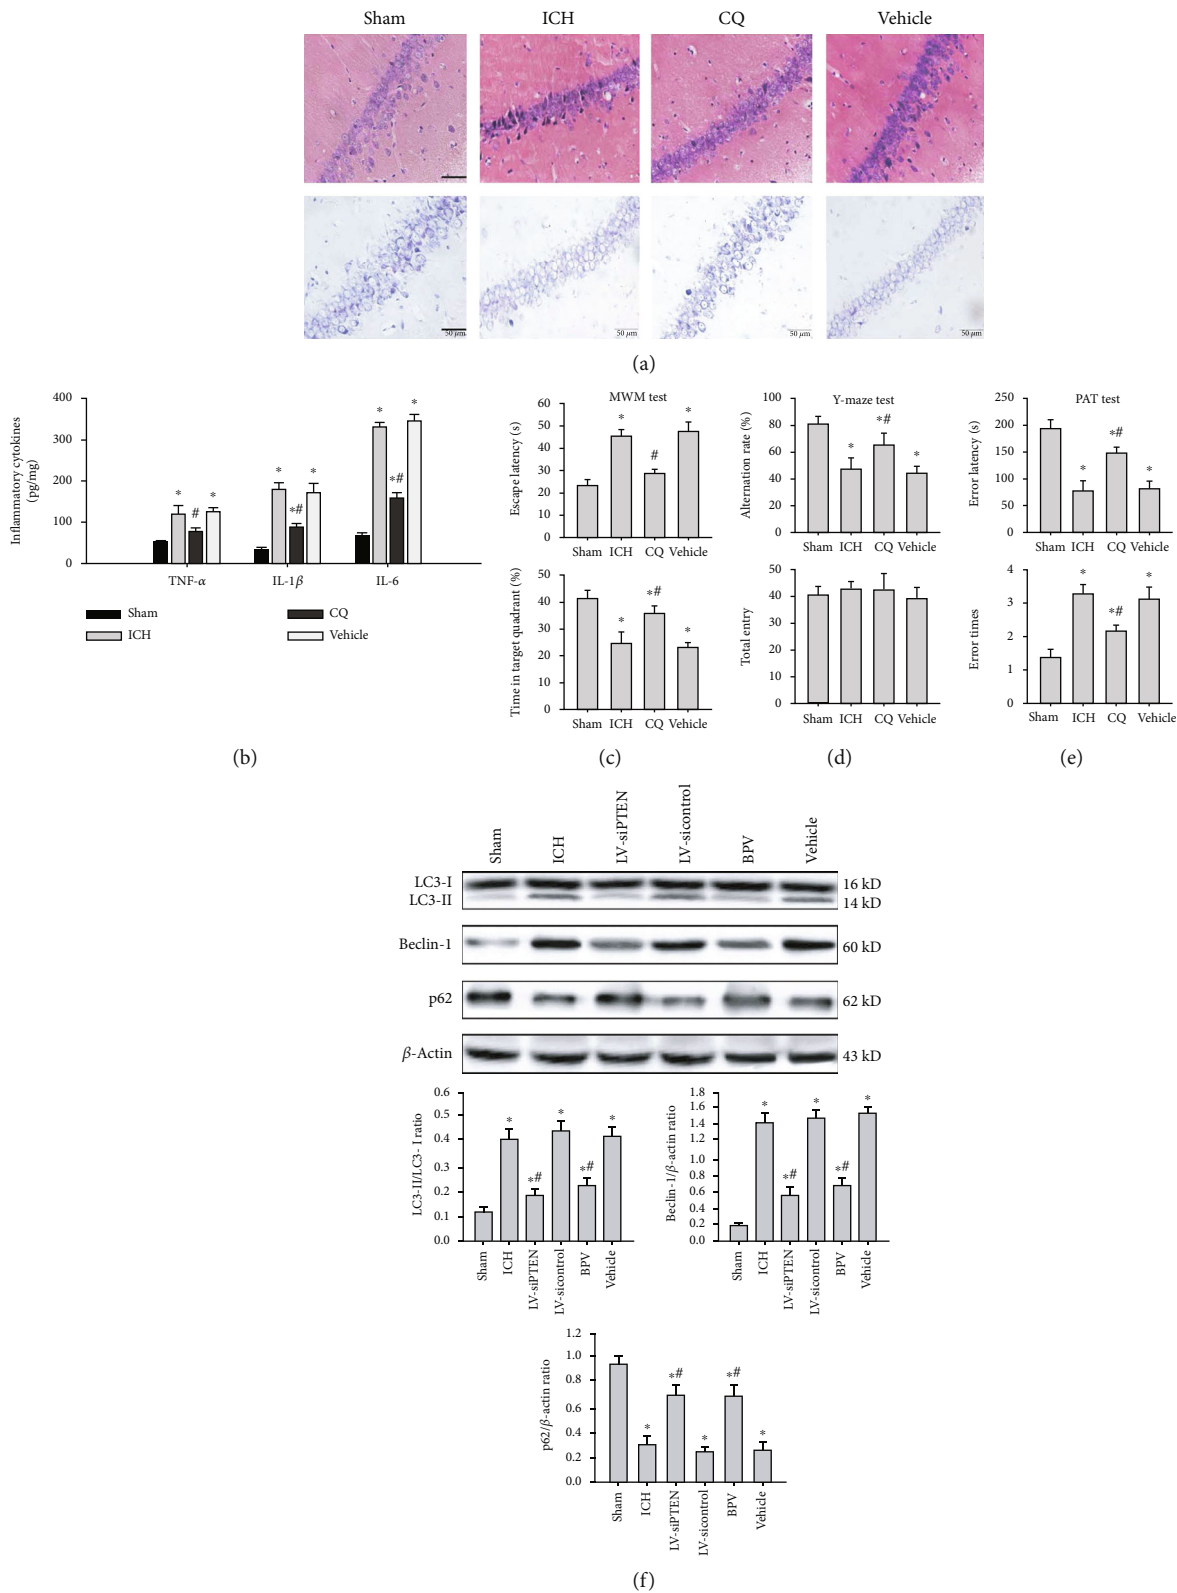 Sham ICH CQ Vehicle
50 μm 50 μm 50 μm 50 μm
(a)
Inflammatory cytokines
(pg/mg)
400
300
200
100
0
* # * * *# * * *# *
TNF-α IL-1β IL-6
Sham CQ
ICH Vehicle
(b)
MWM test
Escape latency (s)
60
50
40
30
20
10
0
* # *
Sham ICH CQ Vehicle
Time in target quadrant (%)
50
40
30
20
10
0
* *# *
Sham ICH CQ Vehicle
(c)
Y-maze test
Alternation rate (%)
100
80
60
40
20
0
* *# *
Sham ICH CQ Vehicle
Total entry
50
40
30
20
10
0
Sham ICH CQ Vehicle
(d)
PAT test
Error latency (s)
250
200
150
100
50
0
* *# *
Sham ICH CQ Vehicle
Error times
4
3
2
1
0
* *# *
Sham ICH CQ Vehicle
(e)
Sham ICH LV-siPTEN LV-sicontrol BPV Vehicle
LC3-I 16 kD
LC3-II 14 kD
Beclin-1 60 kD
p62 62 kD
β-Actin 43 kD
LC3-II/LC3- I ratio
0.6
0.5
0.4
0.3
0.2
0.1
0.0
* *# * *# *
Sham ICH LV-siPTEN LV-sicontrol BPV Vehicle
Beclin-1/β-actin ratio
1.8
1.6
1.4
1.2
1.0
0.8
0.6
0.4
0.2
0.0
* *# * *# *
Sham ICH LV-siPTEN LV-sicontrol BPV Vehicle
p62/β-actin ratio
1.2
1.0
0.8
0.6
0.4
0.2
0.0
* *# * *# *
Sham ICH LV-siPTEN LV-sicontrol BPV Vehicle
(f)